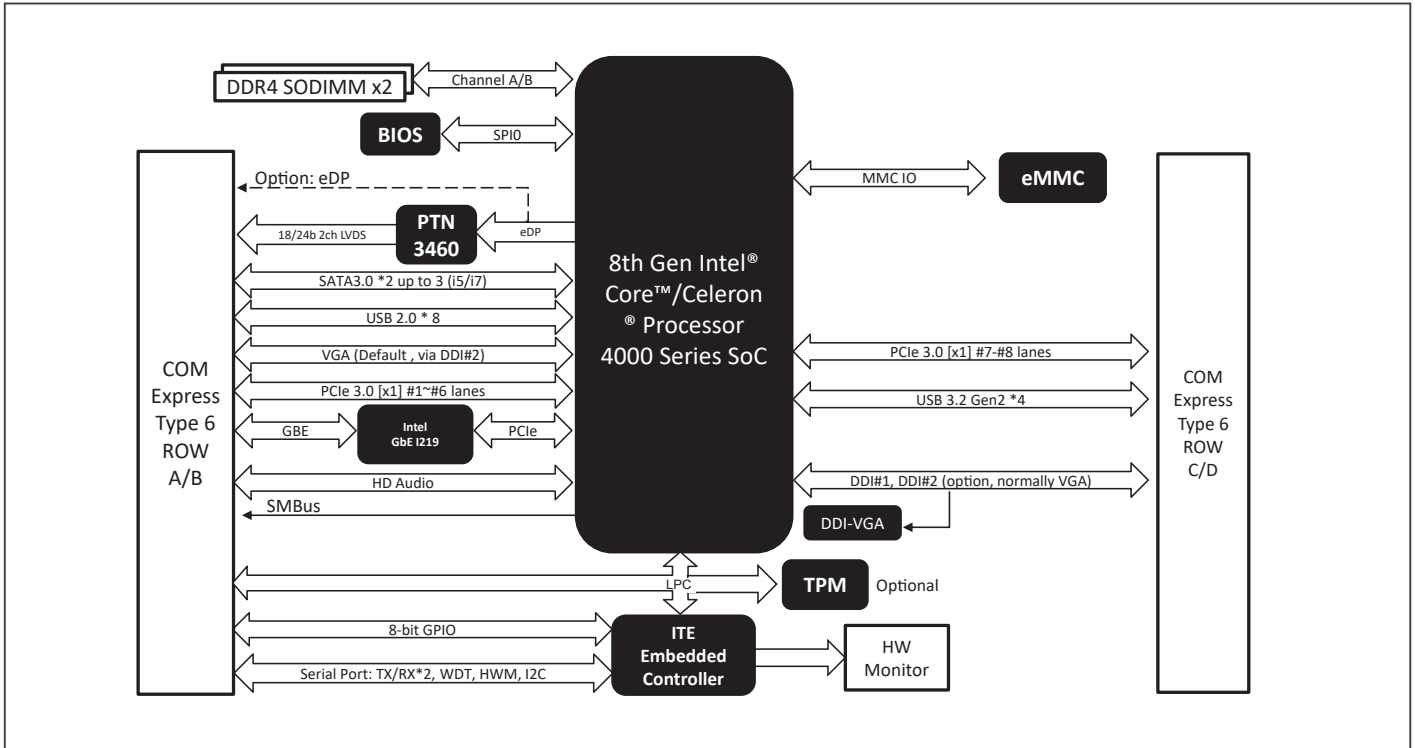 DDR4 SODIMM x2
Channel A/B
BIOS
SPI0
Option: eDP
18/24b 2ch LVDS
PTN
3460
eDP
SATA3.0 *2 up to 3 (i5/i7)
USB 2.0 * 8
VGA (Default , via DDI#2)
PCIe 3.0 [x1] #1~#6 lanes
GBE
Intel
GbE I219
PCIe
HD Audio
SMBus
COM
Express
Type 6
ROW
A/B
8th Gen Intel®
Core™/Celeron
® Processor
4000 Series SoC
MMC IO
eMMC
PCIe 3.0 [x1] #7-#8 lanes
USB 3.2 Gen2 *4
DDI#1, DDI#2 (option, normally VGA)
DDI-VGA
COM
Express
Type 6
ROW
C/D
LPC
TPM
Optional
8-bit GPIO
Serial Port: TX/RX*2, WDT, HWM, I2C
ITE
Embedded
Controller
HW
Monitor